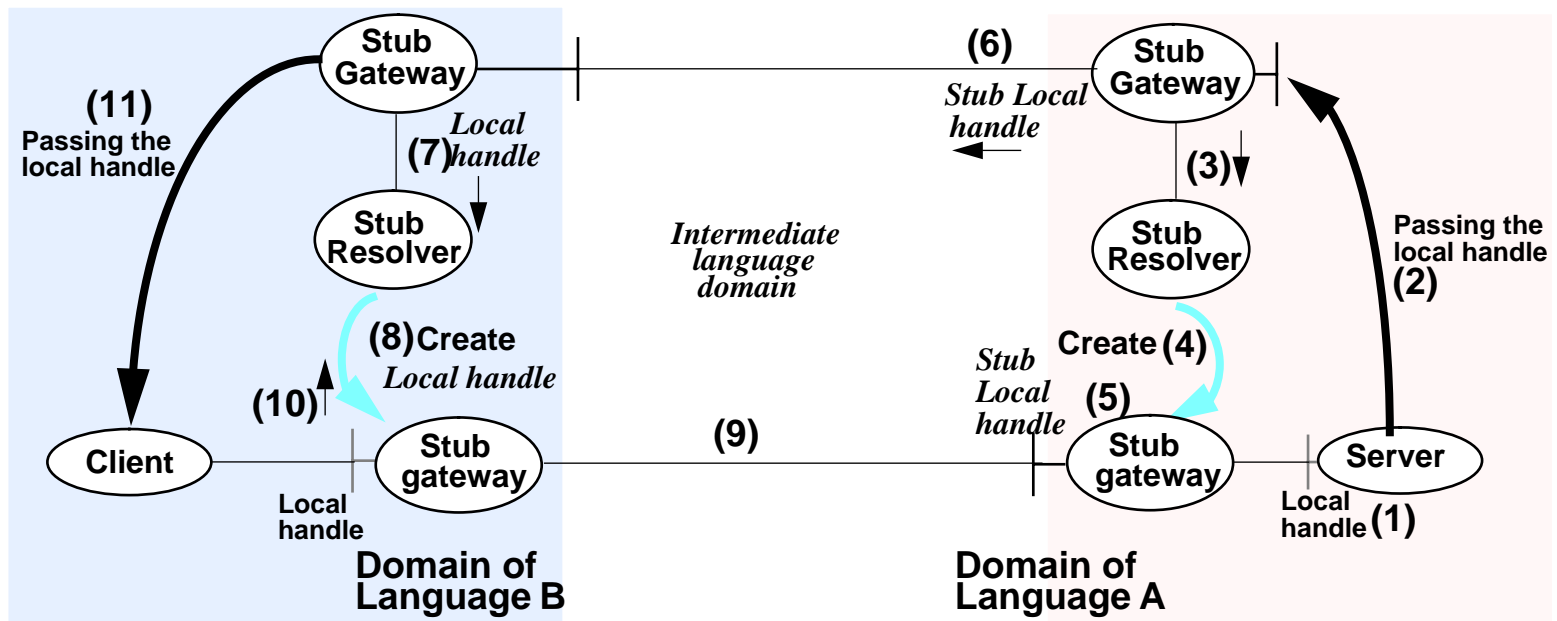 Stub
Gateway
(6)
Stub
Gateway
(11)
Passing the
local handle
Local
(7)handle
Stub Local
handle
(3)
Stub
Resolver
Intermediate
language
domain
Stub
Resolver
Passing the
local handle
(2)
(8) Create
Local handle
(10)
Create (4)
Stub
Local
handle
(5)
Client
Stub
gateway
(9)
Stub
gateway
Server
Local
handle
Local
handle (1)
Domain of
Language B
Domain of
Language A